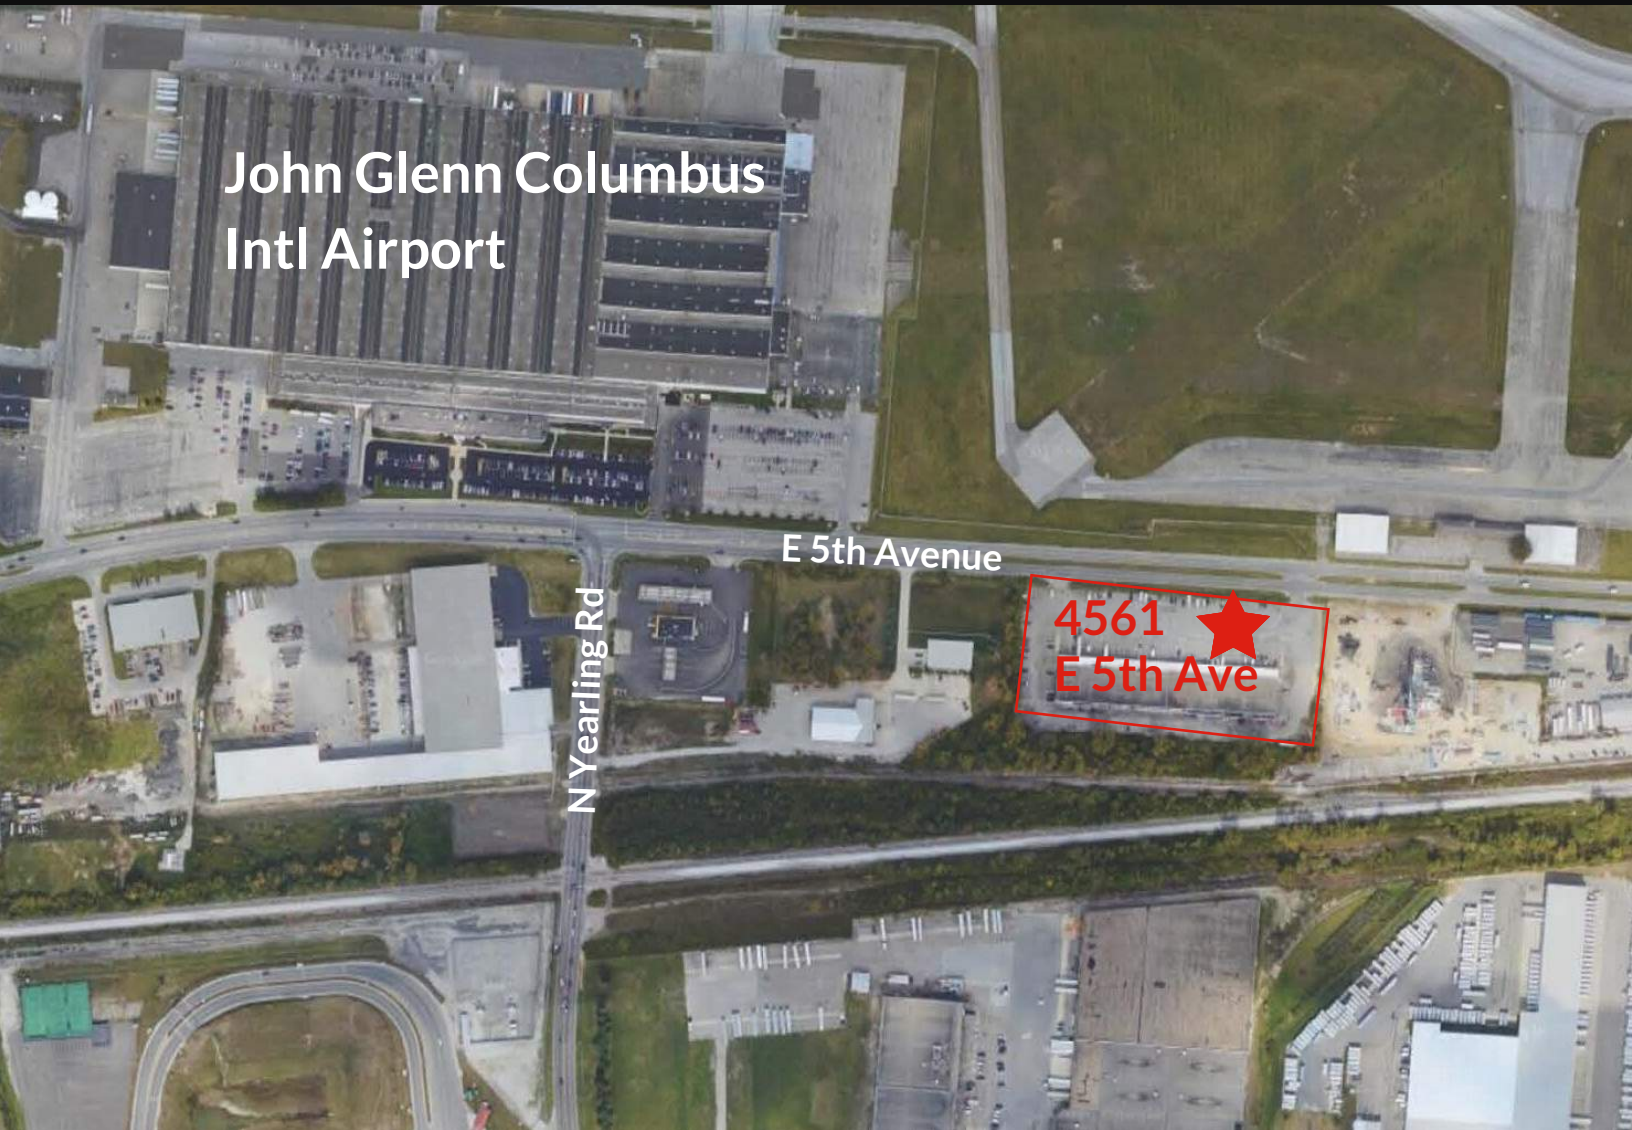 John Glenn Columbus
Intl Airport
E 5th Avenue
N Yearling Rd
4561
E 5th Ave